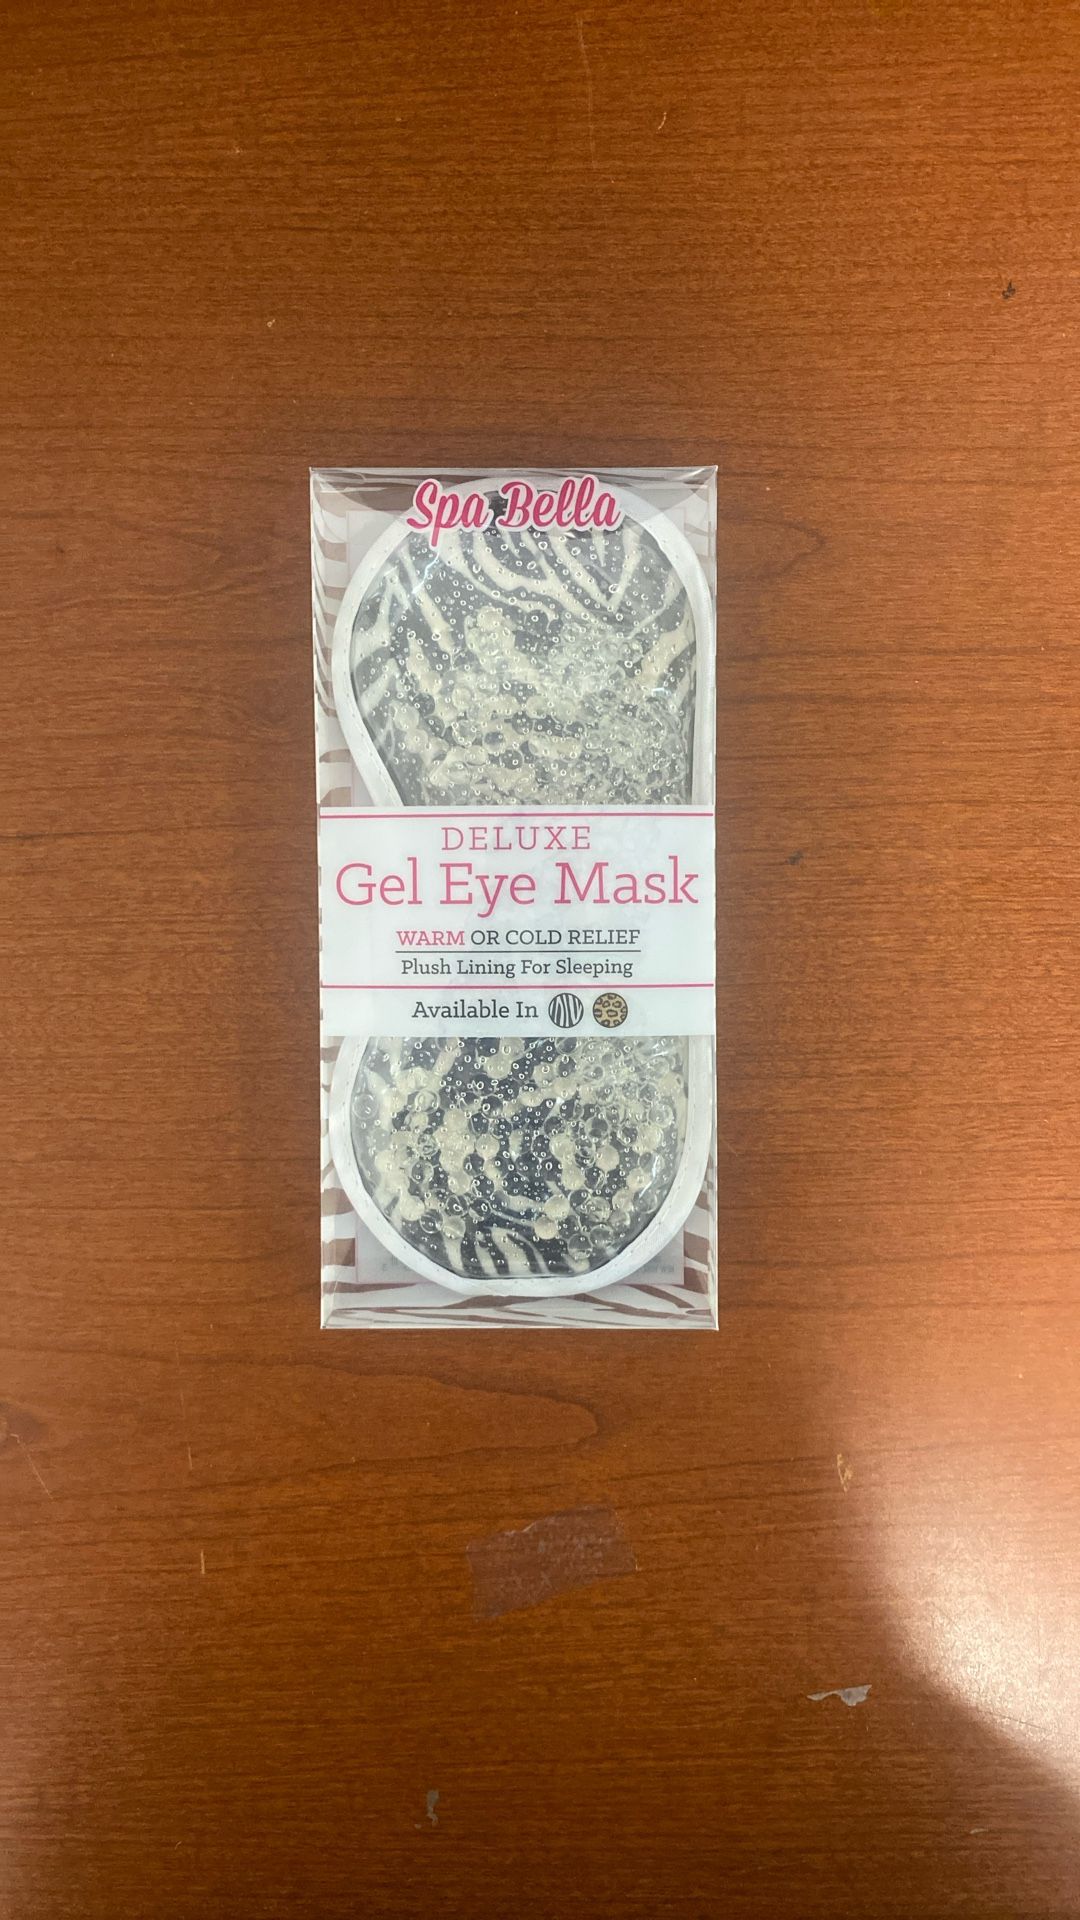 Spa Bella
DELUXE
Gel Eye Mask
WARM OR COLD RELIEF
Plush Lining For Sleeping
Available In